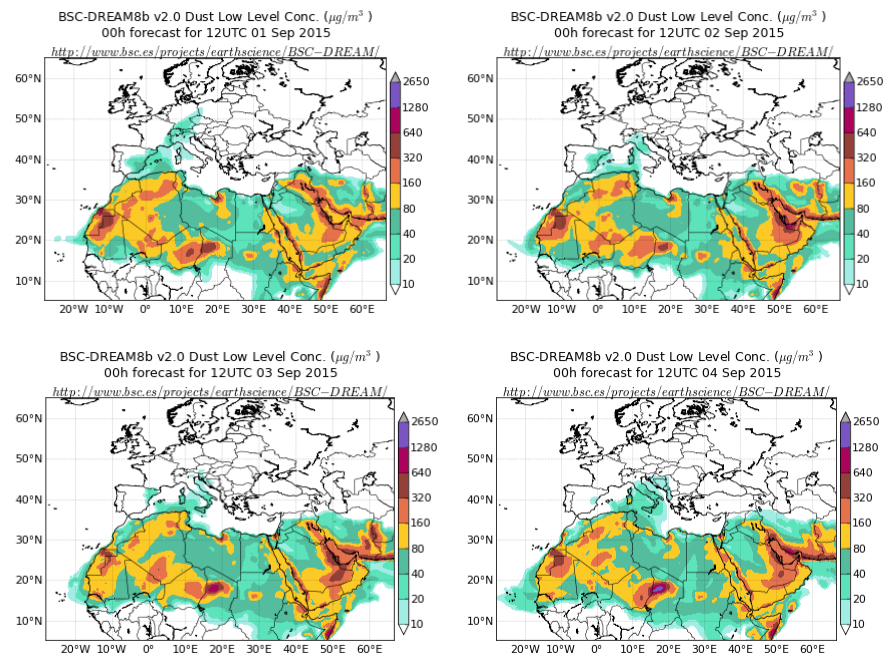 BSC-DREAM8b v2.0 Dust Low Level Conc. (μg/m³ )
00h forecast for 12UTC 01 Sep 2015
http://www.bsc.es/projects/earthscience/BSC−DREAM/
60°N
50°N
40°N
30°N
20°N
10°N
20°W 10°W 0° 10°E 20°E 30°E 40°E 50°E 60°E
2650
1280
640
320
160
80
40
20
10
BSC-DREAM8b v2.0 Dust Low Level Conc. (μg/m³ )
00h forecast for 12UTC 02 Sep 2015
http://www.bsc.es/projects/earthscience/BSC−DREAM/
60°N
50°N
40°N
30°N
20°N
10°N
20°W 10°W 0° 10°E 20°E 30°E 40°E 50°E 60°E
2650
1280
640
320
160
80
40
20
10
BSC-DREAM8b v2.0 Dust Low Level Conc. (μg/m³ )
00h forecast for 12UTC 03 Sep 2015
http://www.bsc.es/projects/earthscience/BSC−DREAM/
60°N
50°N
40°N
30°N
20°N
10°N
20°W 10°W 0° 10°E 20°E 30°E 40°E 50°E 60°E
2650
1280
640
320
160
80
40
20
10
BSC-DREAM8b v2.0 Dust Low Level Conc. (μg/m³ )
00h forecast for 12UTC 04 Sep 2015
http://www.bsc.es/projects/earthscience/BSC−DREAM/
60°N
50°N
40°N
30°N
20°N
10°N
20°W 10°W 0° 10°E 20°E 30°E 40°E 50°E 60°E
2650
1280
640
320
160
80
40
20
10